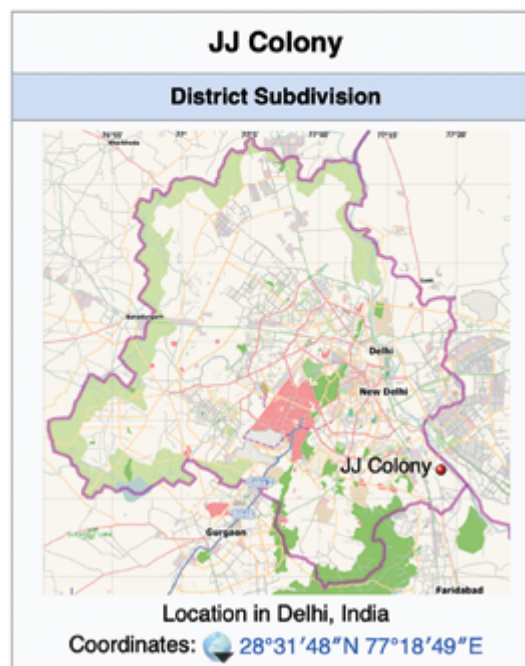 JJ Colony
District Subdivision
Delhi
New Delhi
JJ Colony
Gurgaon
Faridabad
Location in Delhi, India
Coordinates: 28°31′48″N 77°18′49″E